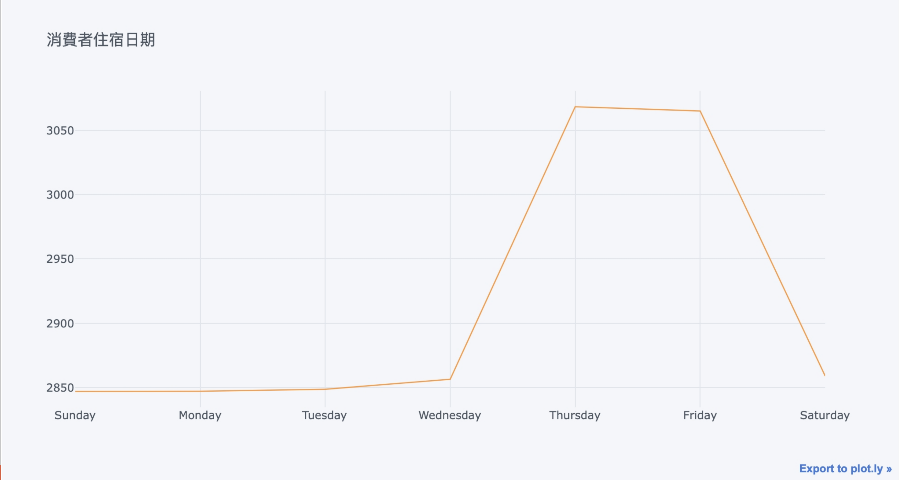 消費者住宿日期
3050
3000
2950
2900
2850
Sunday Monday Tuesday Wednesday Thursday Friday Saturday
Export to plot.ly »